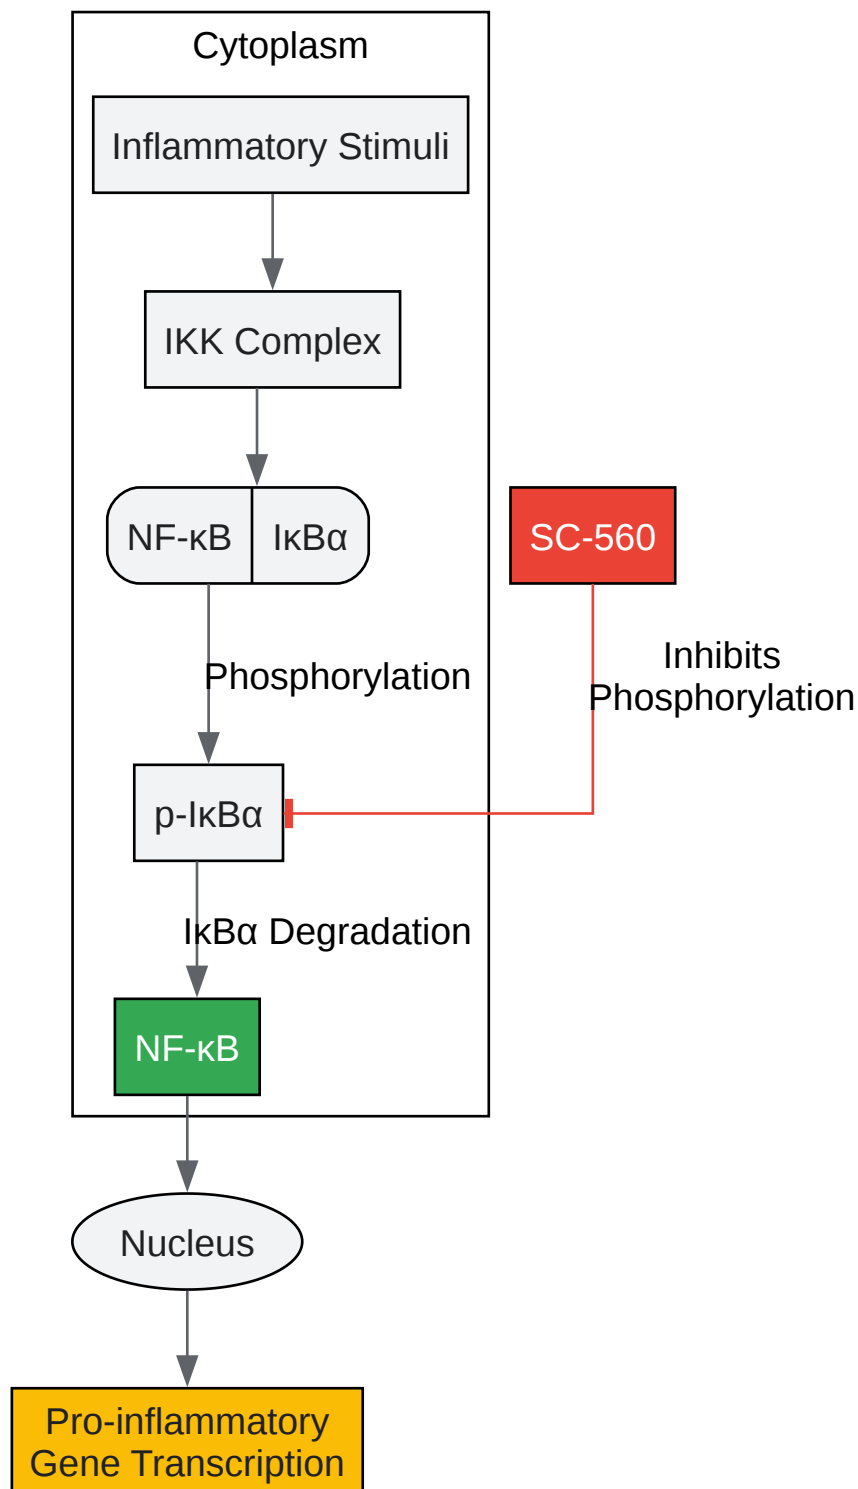 Cytoplasm
Inflammatory Stimuli
IKK Complex
NF-κB
IκBα
SC-560
Phosphorylation
Inhibits
Phosphorylation
p-IκBα
IκBα Degradation
NF-κB
Nucleus
Pro-inflammatory
Gene Transcription